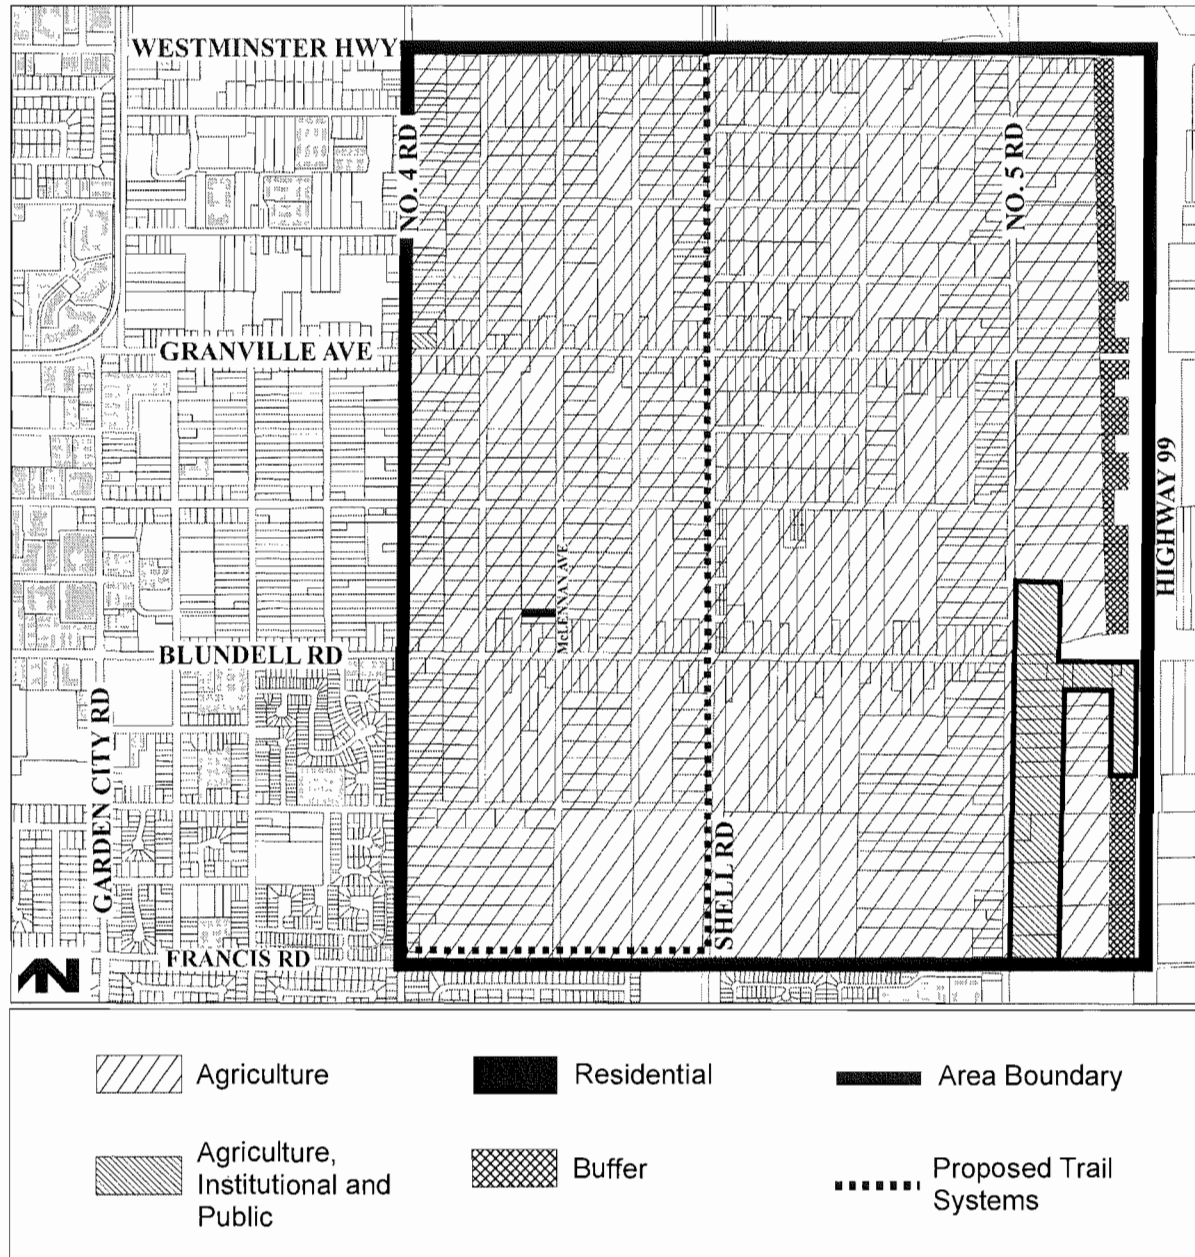 WESTMINSTER HWY
NO. 4 RD
NO. 5 RD
GRANVILLE AVE
HIGHWAY 99
McLENNAN AVE
BLUNDELL RD
GARDEN CITY RD
SHELL RD
FRANCIS RD
N
Agriculture
Residential
Area Boundary
Agriculture,
Institutional and
Public
Buffer
Proposed Trail
Systems